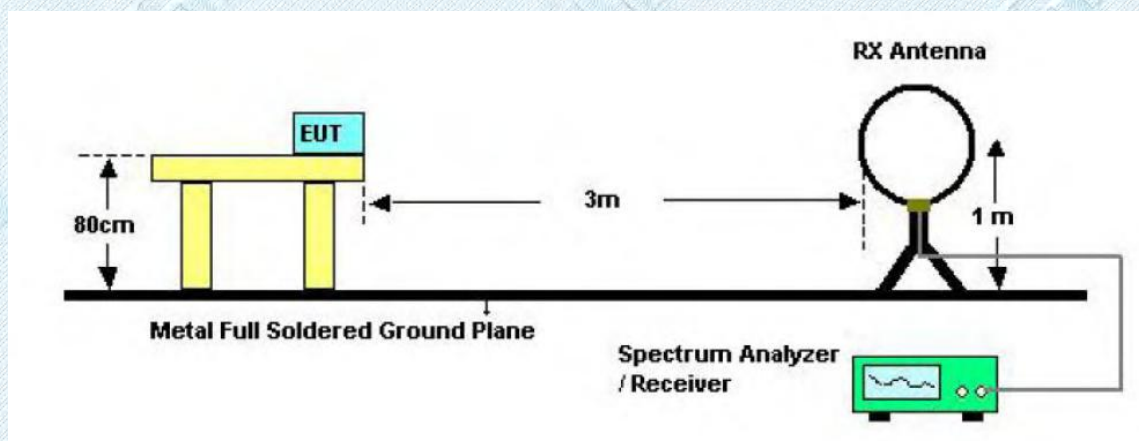 RX Antenna
EUT
3m
80cm
1 m
Metal Full Soldered Ground Plane
Spectrum Analyzer
/ Receiver